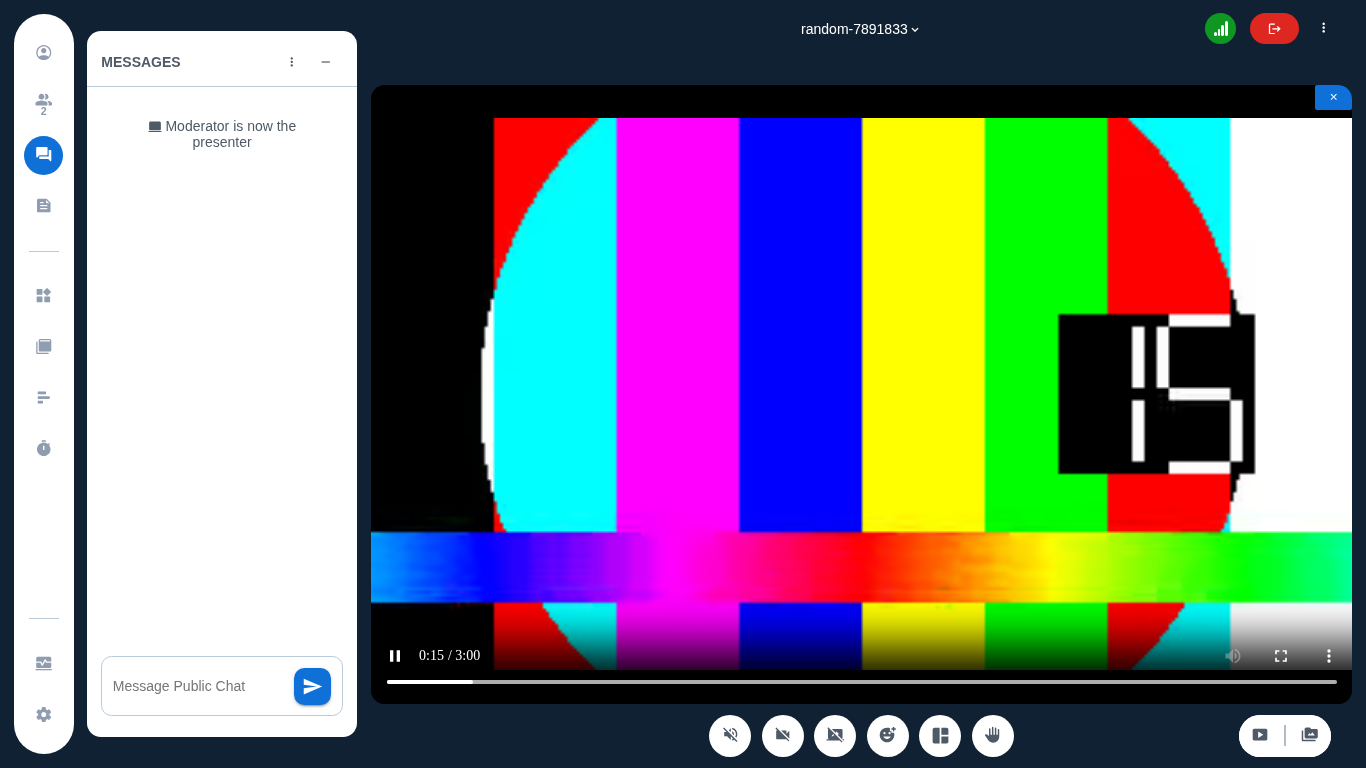 random-7891833
2
MESSAGES
Moderator is now the
presenter
15
0:15 / 3:00
Message Public Chat